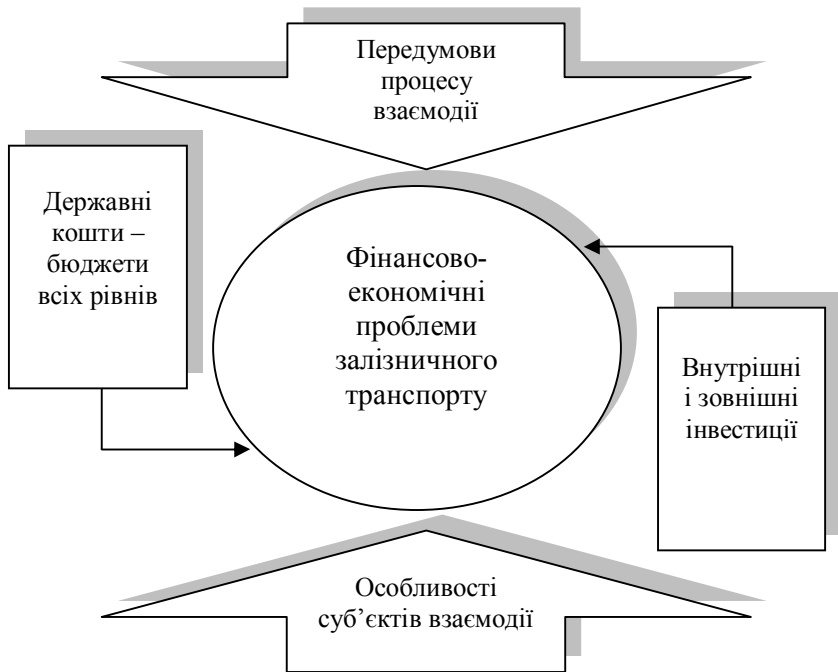 Передумови
процесу
взаємодії
Державні
кошти –
бюджети
всіх рівнів
Фінансово-
економічні
проблеми
залізничного
транспорту
Внутрішні
і зовнішні
інвестиції
Особливості
суб’єктів взаємодії